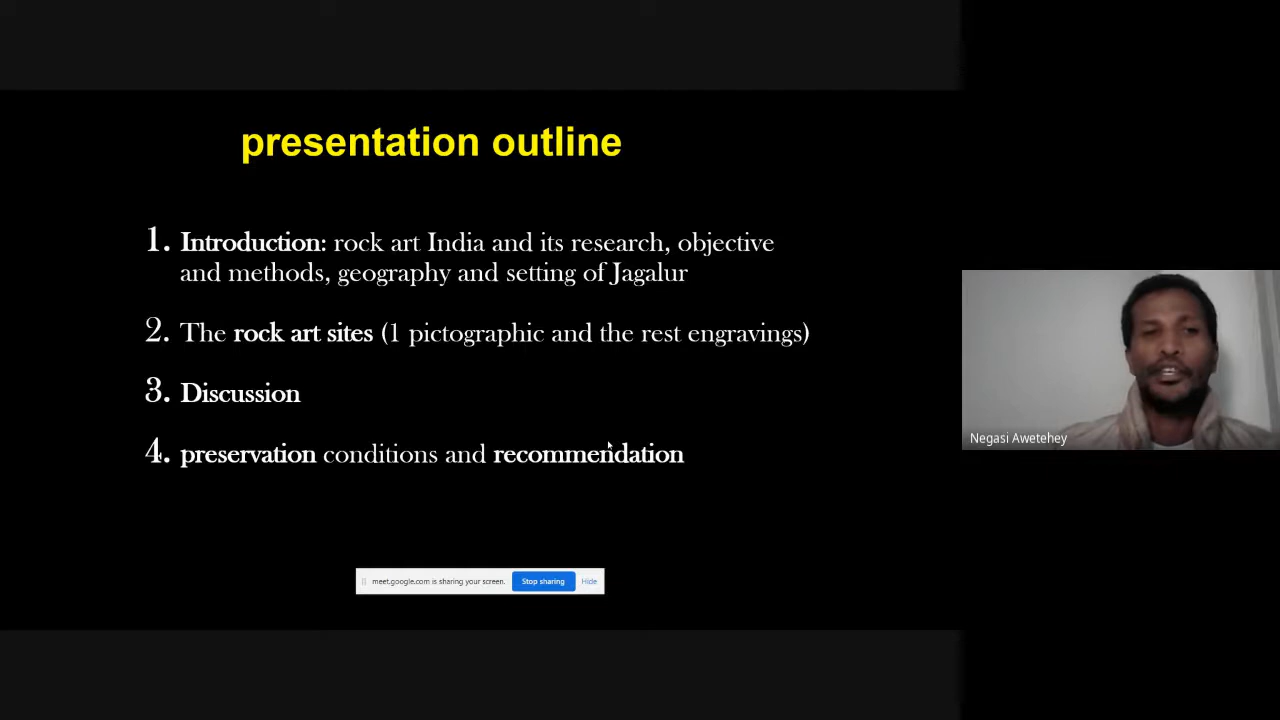 presentation outline
1. Introduction: rock art India and its research, objective
and methods, geography and setting of Jagalur
2. The rock art sites (1 pictographic and the rest engravings)
3. Discussion
4. preservation conditions and recommendation
meet.google.com is sharing your screen. Stop sharing Hide
Negasi Awetehey